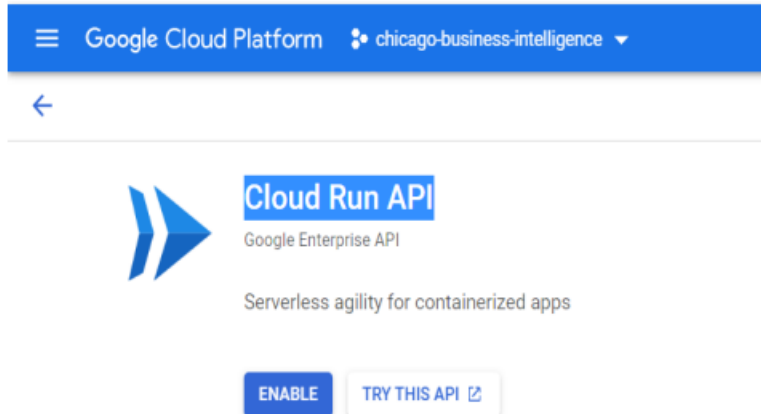 Google Cloud Platform chicago-business-intelligence
Cloud Run API
Google Enterprise API
Serverless agility for containerized apps
ENABLE TRY THIS API